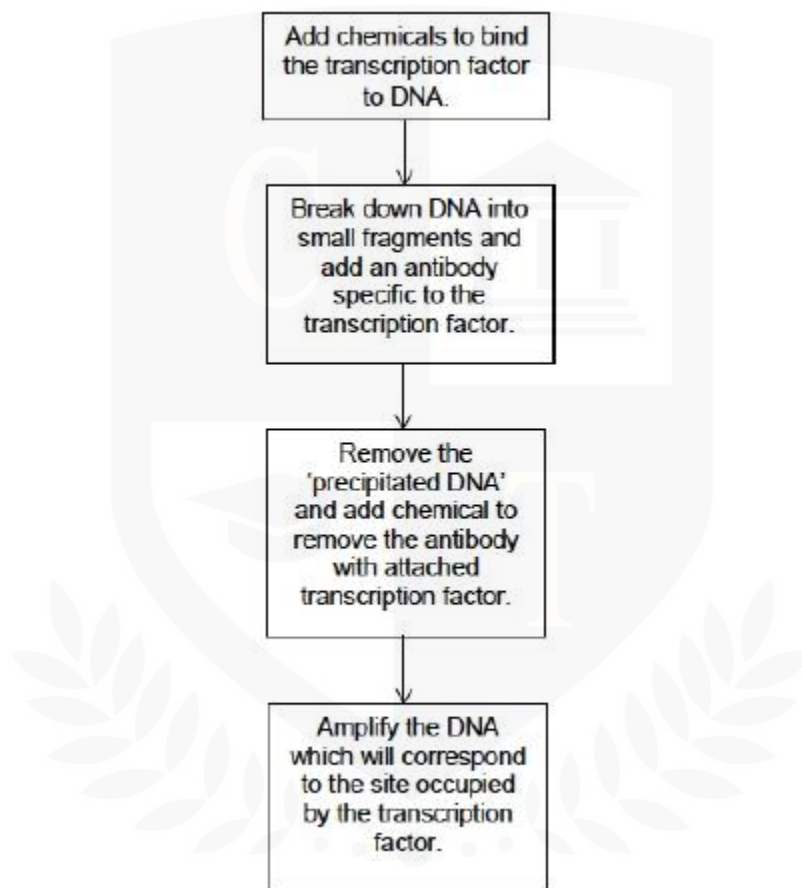 Add chemicals to bind
the transcription factor
to DNA.
Break down DNA into
small fragments and
add an antibody
specific to the
transcription factor.
Remove the
'precipitated DNA'
and add chemical to
remove the antibody
with attached
transcription factor.
Amplify the DNA
which will correspond
to the site occupied
by the transcription
factor.
C
T